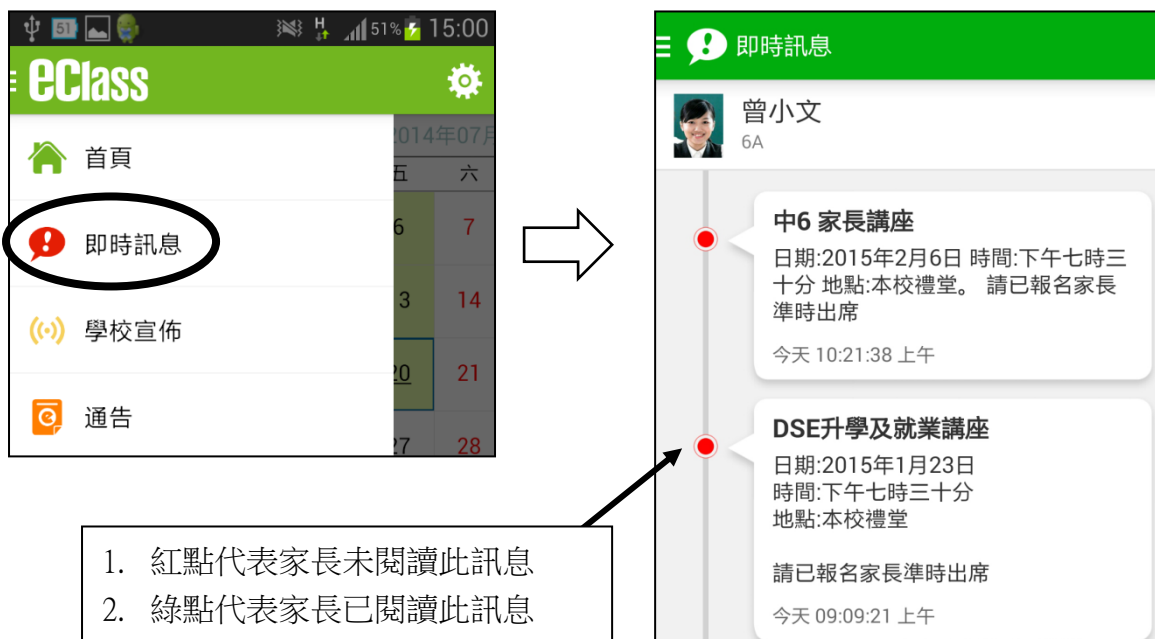 51
H
51%
15:00
eClass
首頁
即時訊息
學校宣佈
通告
2014年07月
五 六
6 7
3 14
20 21
27 28
即時訊息
曾小文
6A
中6 家長講座
日期:2015年2月6日 時間:下午七時三
十分 地點:本校禮堂。 請已報名家長
準時出席
今天 10:21:38 上午
DSE升學及就業講座
日期:2015年1月23日
時間:下午七時三十分
地點:本校禮堂
請已報名家長準時出席
今天 09:09:21 上午
1. 紅點代表家長未閱讀此訊息
2. 綠點代表家長已閱讀此訊息